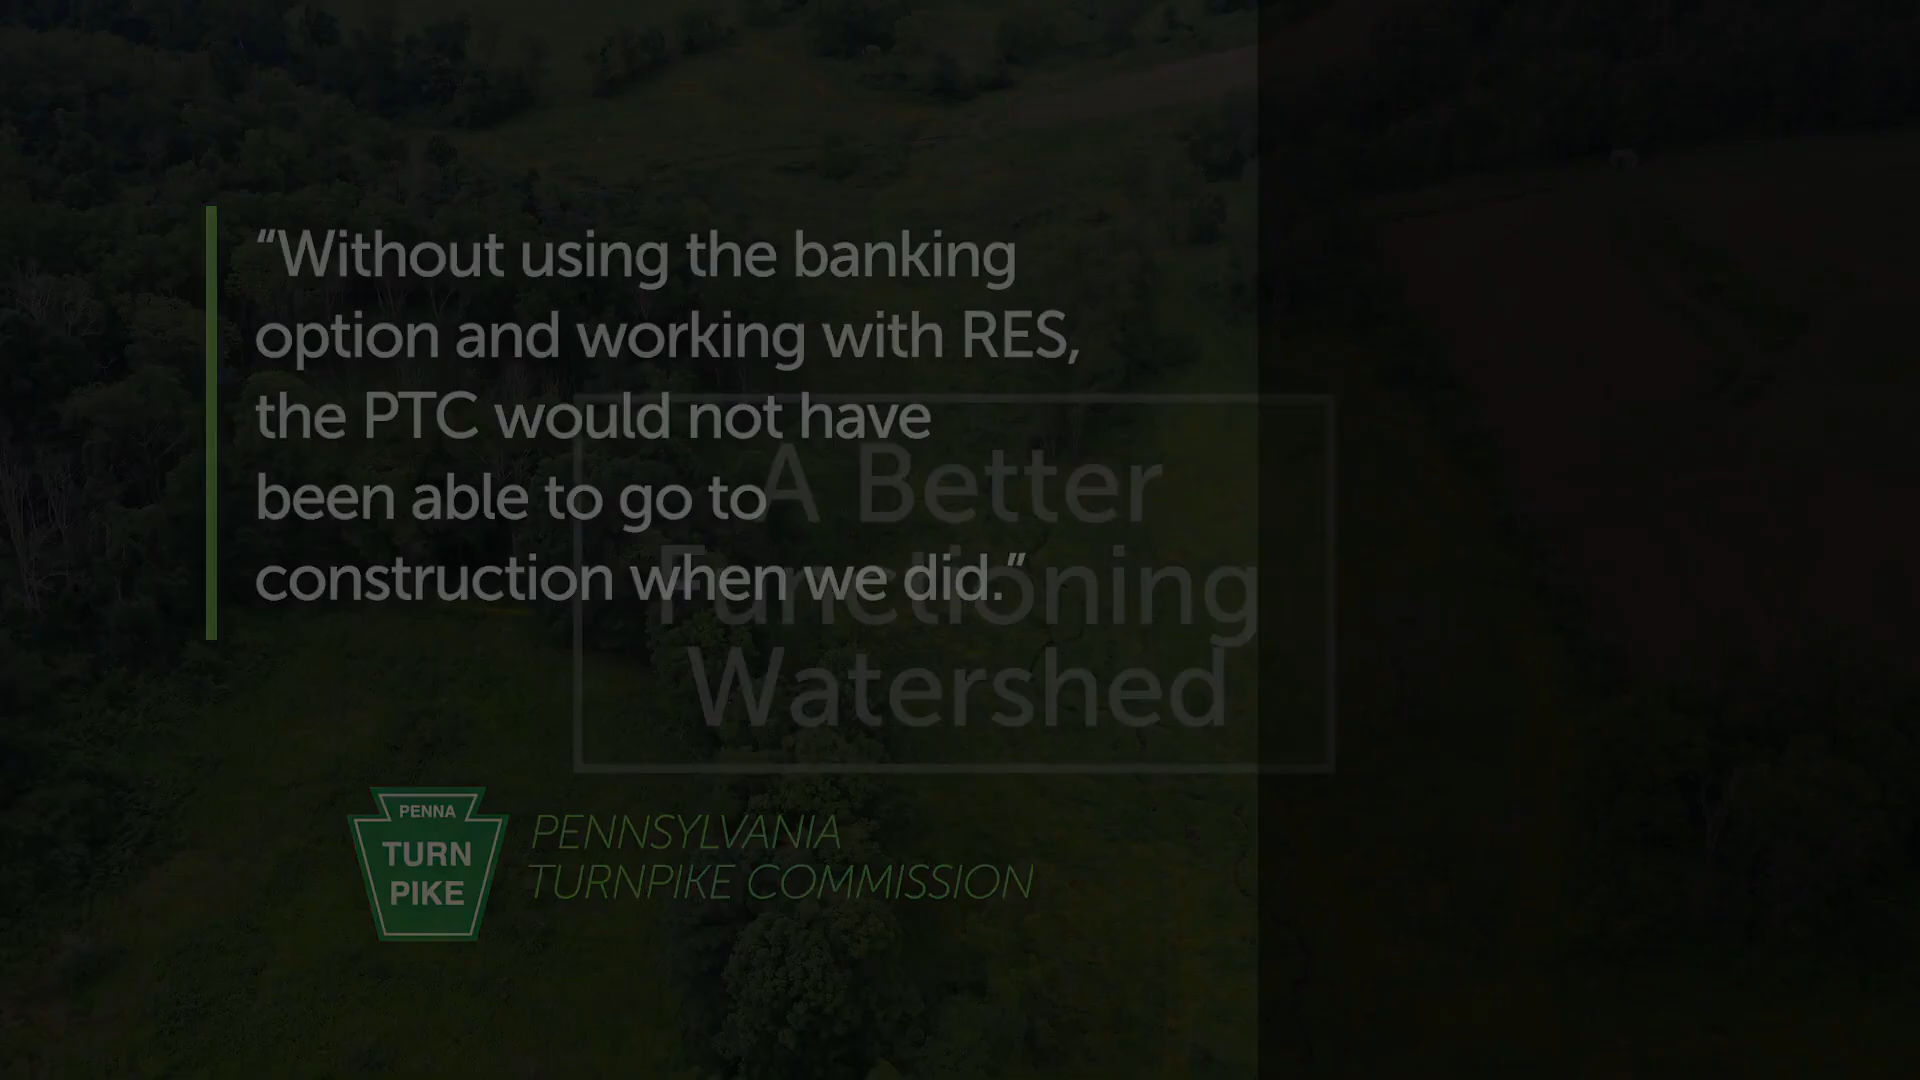 “Without using the banking
option and working with RES,
the PTC would not have
been able to go to
construction when we did.”
A Better
Functioning
Watershed
PENNA
TURN
PIKE
PENNSYLVANIA
TURNPIKE COMMISSION